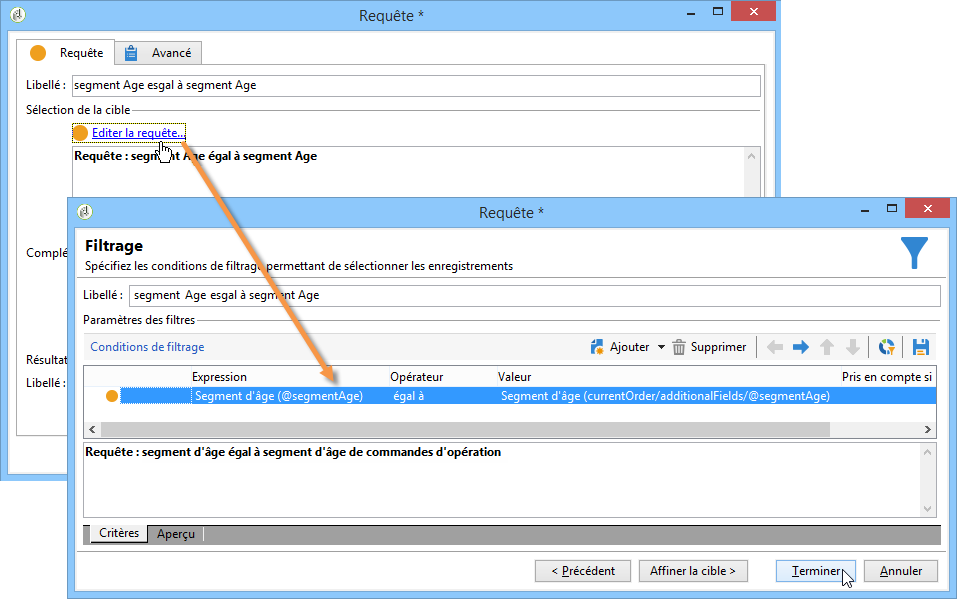 Requête *
Requête
Avancé
Libellé : segment Age esgal à segment Age
Sélection de la cible
Editer la requête...
Requête : segment Age égal à segment Age
Complé
Résultat
Libellé :
Requête *
Filtrage
Spécifiez les conditions de filtrage permettant de sélectionner les enregistrements
Libellé : segment Age esgal à segment Age
Paramètres des filtres
Conditions de filtrage Ajouter Supprimer
Expression Opérateur Valeur Pris en compte si
Segment d'âge (@segmentAge) égal à Segment d'âge (currentOrder/additionalFields/@segmentAge)
Requête : segment d'âge égal à segment d'âge de commandes d'opération
Critères Aperçu
< Précédent Affiner la cible > Terminer Annuler